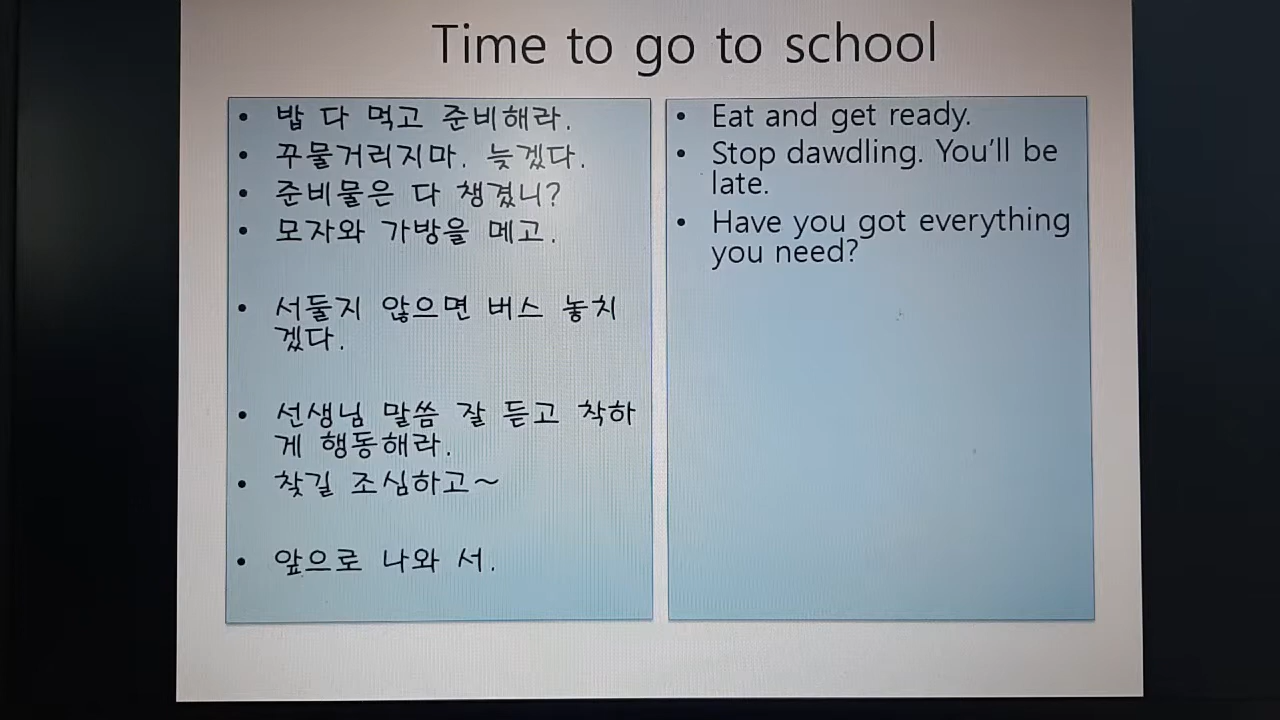 Time to go to school
• 밥 다 먹고 준비해라.
• 꾸물거리지마. 늦겠다.
• 준비물은 다 챙겼니?
• 모자와 가방을 메고.
• 서둘지 않으면 버스 놓치
겠다.
• 선생님 말씀 잘 듣고 착하
게 행동해라.
• 찻길 조심하고~
• 앞으로 나와 서.
• Eat and get ready.
• Stop dawdling. You'll be
late.
• Have you got everything
you need?